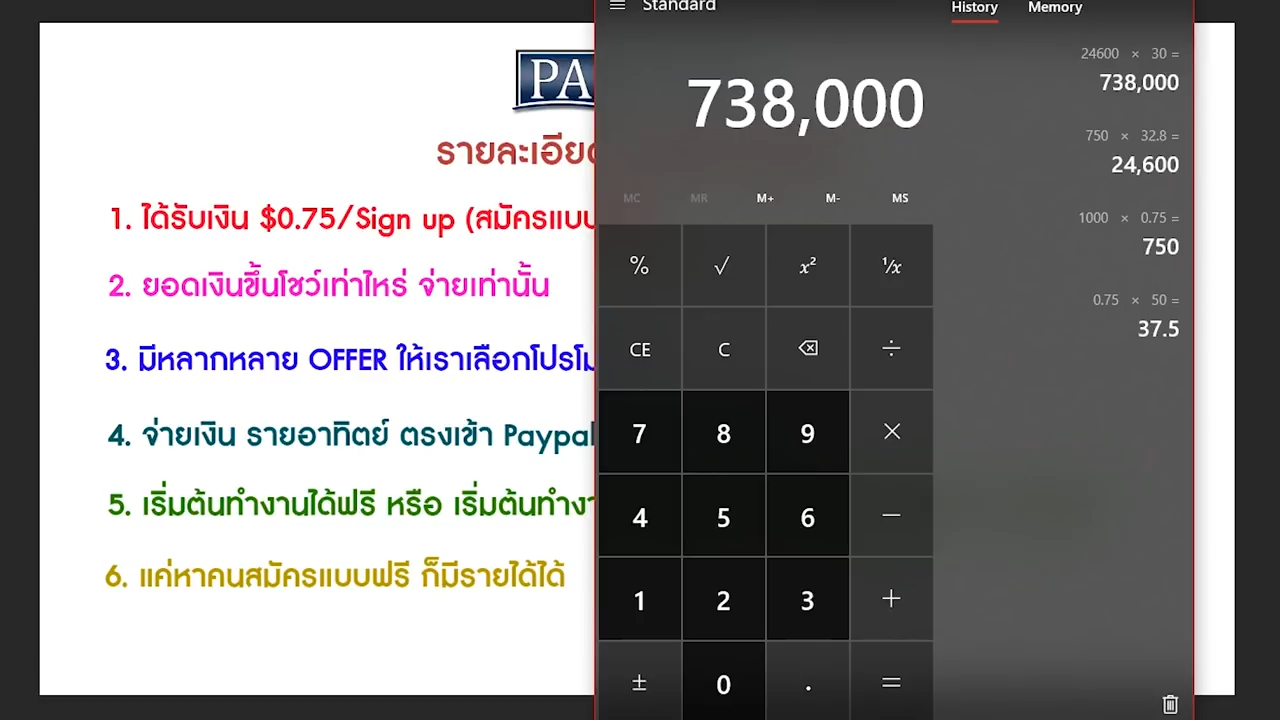 PA
รายละเอียด
1. ได้รับเงิน $0.75/Sign up (สมัครแบบ
2. ยอดเงินขึ้นโชว์เท่าไหร่ จ่ายเท่านั้น
3. มีหลากหลาย OFFER ให้เราเลือกโปรโม
4. จ่ายเงิน รายอาทิตย์ ตรงเข้า Paypal
5. เริ่มต้นทำงานได้ฟรี หรือ เริ่มต้นทำงา
6. แค่หาคนสมัครแบบฟรี ก็มีรายได้ได้
Standard
738,000
MC MR M+ M- MS
% √ x² ¹/x
CE C ⌫ ÷
7 8 9 ×
4 5 6 −
1 2 3 +
± 0 . =
History Memory
24600 × 30 =
738,000
750 × 32.8 =
24,600
1000 × 0.75 =
750
0.75 × 50 =
37.5